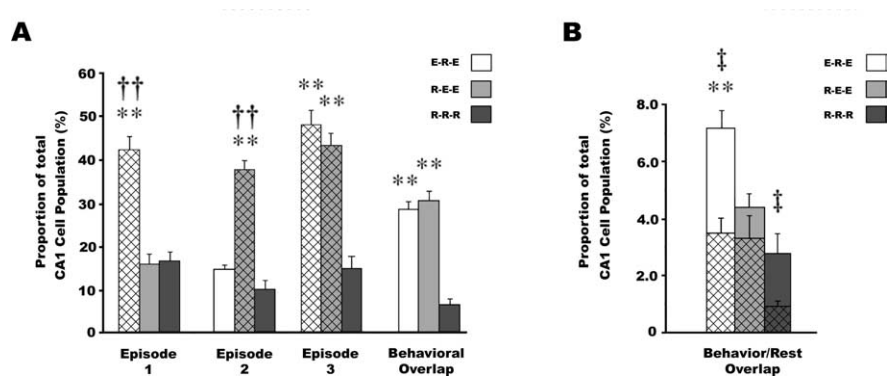 A
Proportion of total
CA1 Cell Population (%)
60
50
40
30
20
10
0
††
**
††
**
**
**
**
**
E-R-E
R-E-E
R-R-R
Episode
1
Episode
2
Episode
3
Behavioral
Overlap
B
Proportion of total
CA1 Cell Population (%)
8.0
6.0
4.0
2.0
0
‡
**
‡
E-R-E
R-E-E
R-R-R
Behavior/Rest
Overlap